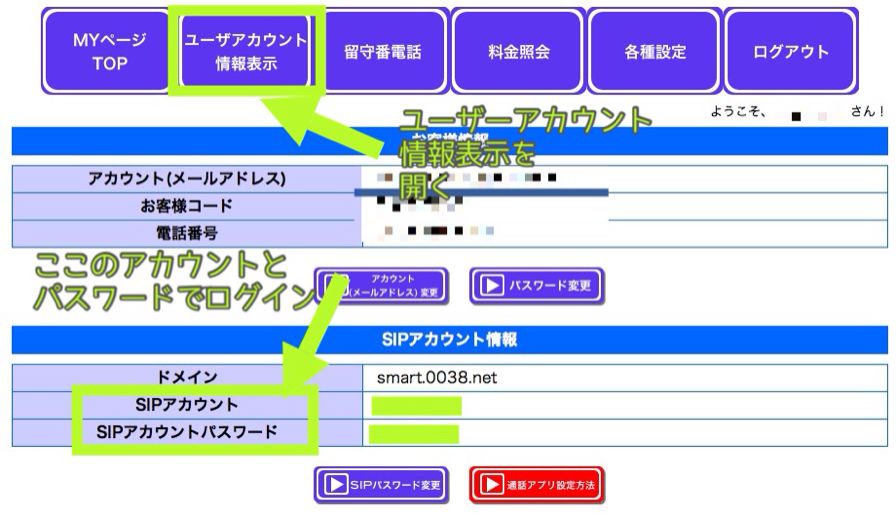 MYページ
TOP
ユーザアカウント
情報表示
留守番電話
料金照会
各種設定
ログアウト
ようこそ、 さん！
ユーザーアカウント
情報表示を
開く
お客様情報
アカウント(メールアドレス)
お客様コード
電話番号
ここのアカウントと
パスワードでログイン
アカウント
(メールアドレス) 変更
パスワード変更
SIPアカウント情報
ドメイン smart.0038.net
SIPアカウント
SIPアカウントパスワード
SIPパスワード変更
通話アプリ設定方法